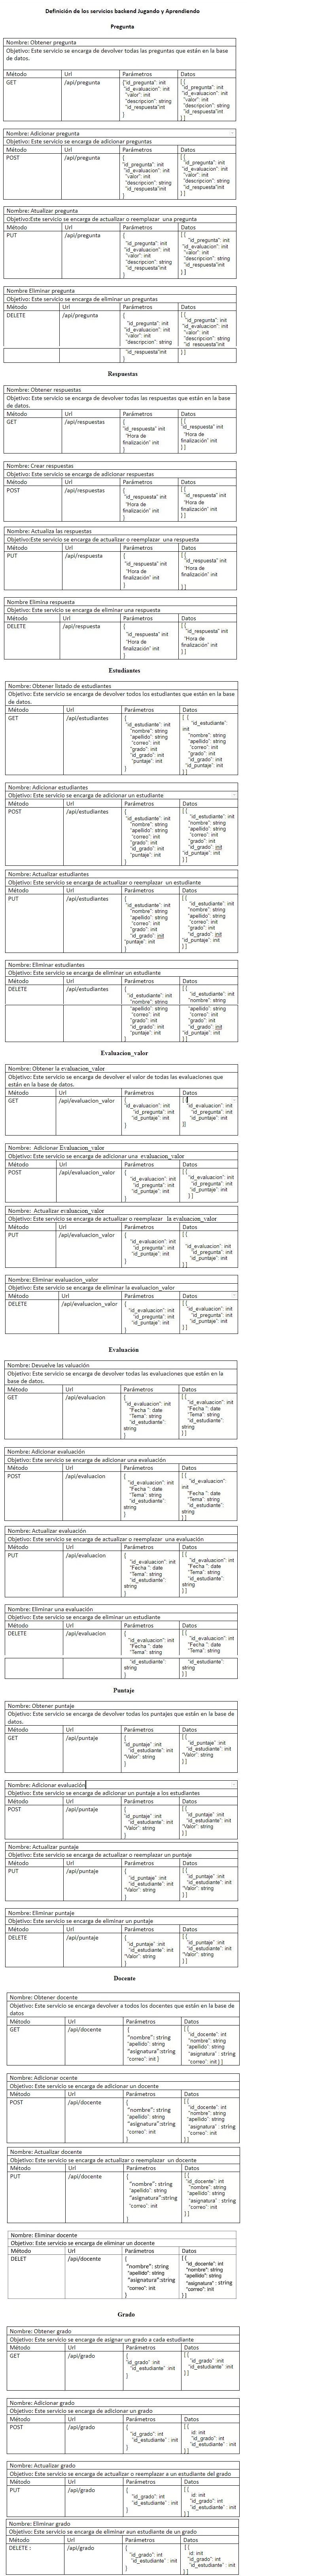 Definición de los servicios backend Jugando y Aprendiendo
Pregunta
Nombre: Obtener pregunta
Objetivo: Este servicio se encarga de devolver todas las preguntas que están en la base
de datos.
Método Url Parámetros Datos
GET /api/pregunta
{"id_pregunta": init
"id_evaluacion": init
"valor": init
"descripcion": string
"id_respuesta"init
}
[ {
"id_pregunta": init
"id_evaluacion": init
"valor": init
"descripcion": string
"id_respuesta"int
} ]
Nombre: Adicionar pregunta
Objetivo: Este servicio se encarga de adicionar preguntas
Método Url Parámetros Datos
POST /api/pregunta
{
"id_pregunta": init
"id_evaluacion": init
"valor": init
"descripcion": string
"id_respuesta"init
}
[ {
"id_pregunta": init
"id_evaluacion": init
"valor": init
"descripcion": string
"id_respuesta"init
} ]
Nombre: Atualizar pregunta
Objetivo:Este servicio se encarga de actualizar o reemplazar una pregunta
Método Url Parámetros Datos
PUT /api/pregunta
{
"id_pregunta": init
"id_evaluacion": init
"valor": init
"descripcion": string
"id_respuesta"init
}
[ {
"id_pregunta": init
"id_evaluacion": init
"valor": init
"descripcion": string
"id_respuesta"init
} ]
Nombre Eliminar pregunta
Objetivo: Este servicio se encarga de eliminar un preguntas
Método Url Parámetros Datos
DELETE /api/pregunta
{
"id_pregunta": init
"id_evaluacion": init
"valor": init
"descripcion": string
"id_respuesta"init
}
[ {
"id_pregunta": init
"id_evaluacion": init
"valor": init
"descripcion": string
"id_respuesta"init
} ]
Respuestas
Nombre: Obtener respuestas
Objetivo: Este servicio se encarga de devolver todas las respuestas que están en la base
de datos.
Método Url Parámetros Datos
GET /api/respuestas
{
"id_respuesta" init
"Hora de
finalización" init
}
[ {
"id_respuesta" init
"Hora de
finalización" init
} ]
Nombre: Crear respuestas
Objetivo: Este servicio se encarga de adicionar respuestas
Método Url Parámetros Datos
POST /api/respuestas
{
"id_respuesta" init
"Hora de
finalización" init
}
[ {
"id_respuesta" init
"Hora de
finalización" init
} ]
Nombre: Actualiza las respuestas
Objetivo:Este servicio se encarga de actualizar o reemplazar una respuesta
Método Url Parámetros Datos
PUT /api/respuesta
{
"id_respuesta" init
"Hora de
finalización" init
}
[ {
"id_respuesta" init
"Hora de
finalización" init
} ]
Nombre Elimina respuesta
Objetivo: Este servicio se encarga de eliminar una respuesta
Método Url Parámetros Datos
DELETE /api/respuesta
{
"id_respuesta" init
"Hora de
finalización" init
}
[ {
"id_respuesta" init
"Hora de
finalización" init
} ]
Estudiantes
Nombre: Obtener listado de estudiantes
Objetivo: Este servicio se encarga de devolver todos los estudiantes que están en la base
de datos.
Método Url Parámetros Datos
GET /api/estudiantes
{
"id_estudiante": init
"nombre": string
"apellido": string
"correo": init
"grado": init
"id_grado": init
"puntaje": init
}
[ {
"id_estudiante":
init
"nombre": string
"apellido": string
"correo": init
"grado": init
"id_grado": init
"id_puntaje": init
} ]
Nombre: Adicionar estudiantes
Objetivo: Este servicio se encarga de adicionar un estudiante
Método Url Parámetros Datos
POST /api/estudiantes
{
"id_estudiante": init
"nombre": string
"apellido": string
"correo": init
"grado": init
"id_grado": init
"puntaje": init
}
[ {
"id_estudiante": init
"nombre": string
"apellido": string
"correo": init
"grado": init
"id_grado": init
"id_puntaje": init
} ]
Nombre: Actualizar estudiantes
Objetivo: Este servicio se encarga de actualizar o reemplazar un estudiante
Método Url Parámetros Datos
PUT /api/estudiantes
{
"id_estudiante": init
"nombre": string
"apellido": string
"correo": init
"grado": init
"id_grado": init
"puntaje": init
}
[ {
"id_estudiante": init
"nombre": string
"apellido": string
"correo": init
"grado": init
"id_grado": init
"id_puntaje": init
} ]
Nombre: Eliminar estudiantes
Objetivo: Este servicio se encarga de eliminar un estudiante
Método Url Parámetros Datos
DELETE /api/estudiantes
{
"id_estudiante": init
"nombre": string
"apellido": string
"correo": init
"grado": init
"id_grado": init
"puntaje": init
}
[ {
"id_estudiante": init
"nombre": string
"apellido": string
"correo": init
"grado": init
"id_grado": init
"id_puntaje": init
} ]
Evaluacion_valor
Nombre: Obtener la evaluacion_valor
Objetivo: Este servicio se encarga de devolver el valor de todas las evaluaciones que
están en la base de datos.
Método Url Parámetros Datos
GET /api/evaluacion_valor
{
"id_evaluacion": init
"id_pregunta": init
"id_puntaje": init
}
[ {
"id_evaluacion": init
"id_pregunta": init
"id_puntaje": init
}]
Nombre: Adicionar Evaluacion_valor
Objetivo: Este servicio se encarga de adicionar una evaluacion_valor
Método Url Parámetros Datos
POST /api/evaluacion_valor
{
"id_evaluacion": init
"id_pregunta": init
"id_puntaje": init
}
[ {
"id_evaluacion": init
"id_pregunta": init
"id_puntaje": init
} ]
Nombre: Actualizar evaluacion_valor
Objetivo: Este servicio se encarga de actualizar o reemplazar la evaluacion_valor
Método Url Parámetros Datos
PUT /api/evaluacion_valor
{
"id_evaluacion": init
"id_pregunta": init
"id_puntaje": init
}
[ {
"id_evaluacion": init
"id_pregunta": init
"id_puntaje": init
} ]
Nombre: Eliminar evaluacion_valor
Objetivo: Este servicio se encarga de eliminar la evaluacion_valor
Método Url Parámetros Datos
DELETE /api/evaluacion_valor
{
"id_evaluacion": init
"id_pregunta": init
"id_puntaje": init
}
[ {
"id_evaluacion": init
"id_pregunta": init
"id_puntaje": init
} ]
Evaluación
Nombre: Devuelve las valuación
Objetivo: Este servicio se encarga de devolver todas las evaluaciones que están en la
base de datos.
Método Url Parámetros Datos
GET /api/evaluacion
{
"id_evaluacion": init
"Fecha ": date
"Tema": string
"id_estudiante":
string
}
[ {
"id_evaluacion": init
"Fecha ": date
"Tema": string
"id_estudiante":
string
} ]
Nombre: Adicionar evaluación
Objetivo: Este servicio se encarga de adicionar una evaluación
Método Url Parámetros Datos
POST /api/evaluacion
{
"id_evaluacion": init
"Fecha ": date
"Tema": string
"id_estudiante":
string
}
[ {
"id_evaluacion":
init
"Fecha ": date
"Tema": string
"id_estudiante":
string
} ]
Nombre: Actualizar evaluación
Objetivo: Este servicio se encarga de actualizar o reemplazar una evaluación
Método Url Parámetros Datos
PUT /api/evaluacion
{
"id_evaluacion": init
"Fecha ": date
"Tema": string
"id_estudiante":
string
}
[ {
"id_evaluacion": int
"Fecha ": date
"Tema": string
"id_estudiante":
string
} ]
Nombre: Eliminar una evaluación
Objetivo: Este servicio se encarga de eliminar un estudiante
Método Url Parámetros Datos
DELETE /api/evaluacion
{
"id_evaluacion": init
"Fecha ": date
"Tema": string
"id_estudiante":
string
}
[ {
"id_evaluacion": int
"Fecha ": date
"Tema": string
"id_estudiante":
string
} ]
Puntaje
Nombre: Obtener puntaje
Objetivo: Este servicio se encarga de devolver todas los puntajes que están en la base de
datos.
Método Url Parámetros Datos
GET /api/puntaje
{
"id_puntaje" :init
"id_estudiante": init
"Valor": string
}
[ {
"id_puntaje" :init
"id_estudiante": init
"Valor": string
} ]
Nombre: Adicionar evaluación
Objetivo: Este servicio se encarga de adicionar un puntaje a los estudiantes
Método Url Parámetros Datos
POST /api/puntaje
{
"id_puntaje" :init
"id_estudiante": init
"Valor": string
}
[ {
"id_puntaje" :init
"id_estudiante": init
"Valor": string
} ]
Nombre: Actualizar puntaje
Objetivo: Este servicio se encarga de actualizar o reemplazar un puntaje
Método Url Parámetros Datos
PUT /api/puntaje
{
"id_puntaje" :init
"id_estudiante": init
"Valor": string
}
[ {
"id_puntaje" :init
"id_estudiante": init
"Valor": string
} ]
Nombre: Eliminar puntaje
Objetivo: Este servicio se encarga de eliminar un puntaje
Método Url Parámetros Datos
DELETE /api/puntaje
{
"id_puntaje" :init
"id_estudiante": init
"Valor": string
}
[ {
"id_puntaje" :init
"id_estudiante": init
"Valor": string
} ]
Docente
Nombre: Obtener docente
Objetivo: Este servicio se encarga devolver a todos los docentes que están en la base de
datos
Método Url Parámetros Datos
GET /api/docente
{
"nombre": string
"apellido": string
"asignatura":string
"correo": init }
[ {
"id_docente": int
"nombre": string
"apellido": string
"asignatura" : string
"correo": init } ]
Nombre: Adicionar ocente
Objetivo: Este servicio se encarga de adicionar un docente
Método Url Parámetros Datos
POST /api/docente
{
"nombre": string
"apellido": string
"asignatura":string
"correo": init
}
[ {
"id_docente": int
"nombre": string
"apellido": string
"asignatura" : string
"correo": init
} ]
Nombre: Actualizar docente
Objetivo: Este servicio se encarga de actualizar o reemplazar un docente
Método Url Parámetros Datos
PUT /api/docente
{
"nombre": string
"apellido": string
"asignatura":string
"correo": init
}
[ {
"id_docente": int
"nombre": string
"apellido": string
"asignatura" : string
"correo": init
} ]
Nombre: Eliminar docente
Objetivo: Este servicio se encarga de eliminar un docente
Método Url Parámetros Datos
DELET /api/docente
{
"nombre": string
"apellido": string
"asignatura":string
"correo": init
}
[ {
"id_docente": int
"nombre": string
"apellido": string
"asignatura" : string
"correo": init
} ]
Grado
Nombre: Obtener grado
Objetivo: Este servicio se encarga de asignar un grado a cada estudiante
Método Url Parámetros Datos
GET /api/grado
{
"id_grado" :init
"id_estudiante" :init
}
[ {
"id_grado" :init
"id_estudiante" :init
} ]
Nombre: Adicionar grado
Objetivo: Este servicio se encarga de adicionar un grado
Método Url Parámetros Datos
POST /api/grado
{
"id_grado": int
"id_estudiante" :init
}
[ {
id: init
"id_grado": int
"id_estudiante" :init
} ]
Nombre: Actualizar grado
Objetivo: Este servicio se encarga de actualizar o reemplazar a un estudiante del grado
Método Url Parámetros Datos
PUT /api/grado
{
"id_grado": int
"id_estudiante" :init
}
[ {
id: init
"id_grado": int
"id_estudiante" :init
} ]
Nombre: Eliminar grado
Objetivo: Este servicio se encarga de eliminar aun estudiante de un grado
Método Url Parámetros Datos
DELETE : /api/grado
{
"id_grado": int
"id_estudiante" :init
}
[ {
id: init
"id_grado": int
"id_estudiante" :init
} ]